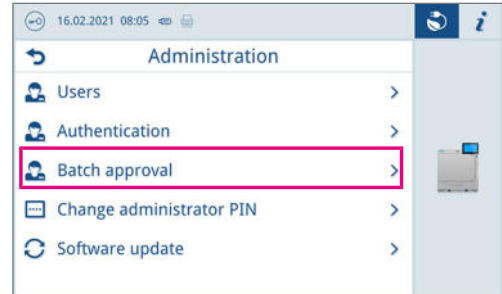 16.02.2021 08:05
Administration
Users
Authentication
Batch approval
Change administrator PIN
Software update
i